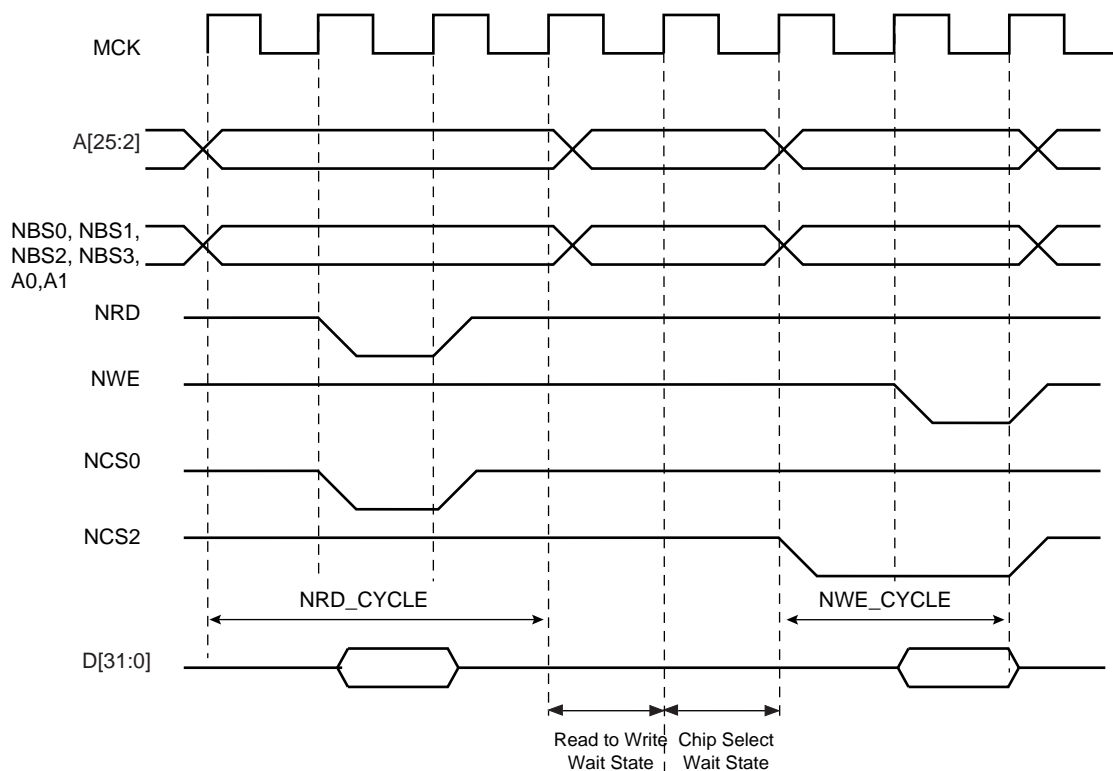 MCK
A[25:2]
NBS0, NBS1,
NBS2, NBS3,
A0,A1
NRD
NWE
NCS0
NCS2
NRD_CYCLE
NWE_CYCLE
D[31:0]
Read to Write
Wait State
Chip Select
Wait State